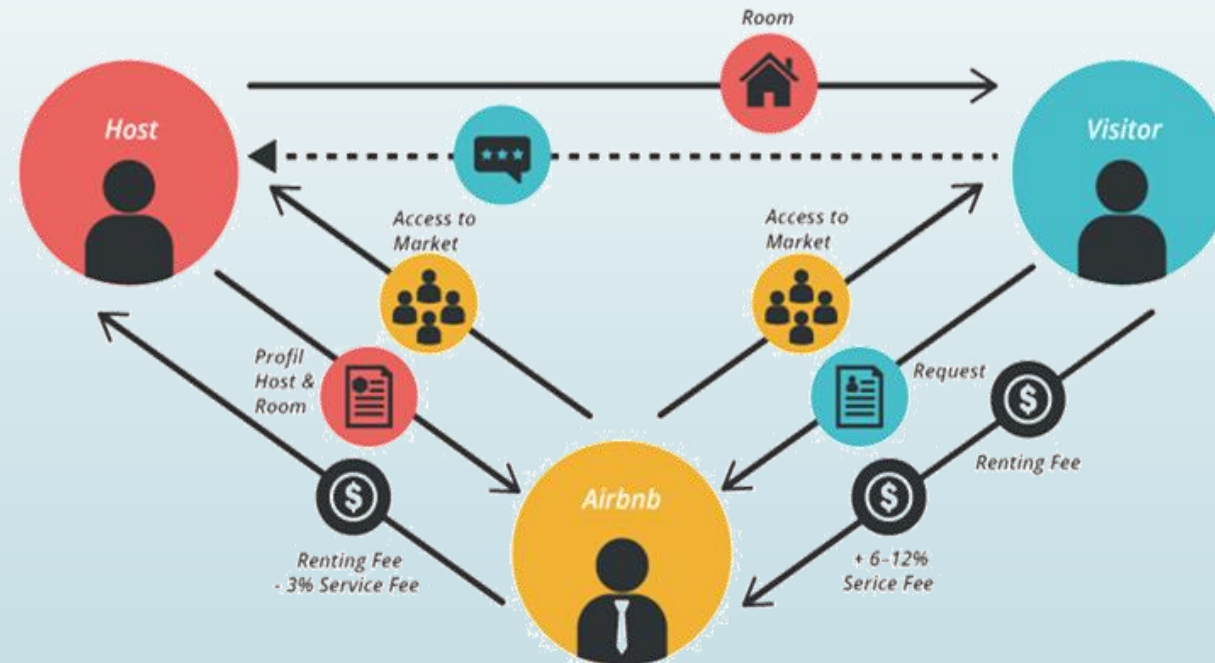 Room
Host
Visitor
Access to
Market
Access to
Market
Profil
Host &
Room
Request
Renting Fee
Airbnb
Renting Fee
- 3% Service Fee
+ 6-12%
Serice Fee